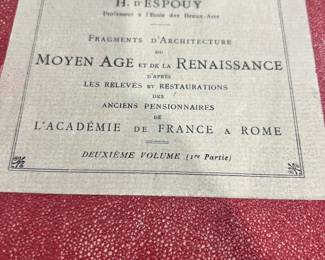 H. D'ESPOUY
Professeur à l'Ecole des Beaux-Arts
FRAGMENTS D'ARCHITECTURE
DU
MOYEN AGE ET DE LA RENAISSANCE
D'APRÈS
LES RELEVÉS ET RESTAURATIONS
DES
ANCIENS PENSIONNAIRES
DE
L'ACADÉMIE DE FRANCE A ROME
DEUXIÈME VOLUME (1re Partie)